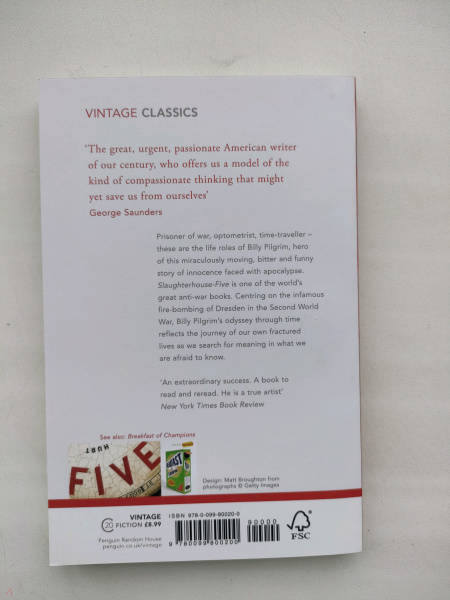 VINTAGE CLASSICS
'The great, urgent, passionate American writer
of our century, who offers us a model of the
kind of compassionate thinking that might
yet save us from ourselves'
George Saunders
Prisoner of war, optometrist, time-traveller –
these are the life roles of Billy Pilgrim, hero
of this miraculously moving, bitter and funny
story of innocence faced with apocalypse.
Slaughterhouse-Five is one of the world's
great anti-war books. Centring on the infamous
fire-bombing of Dresden in the Second World
War, Billy Pilgrim's odyssey through time
reflects the journey of our own fractured
lives as we search for meaning in what we
are afraid to know.
'An extraordinary success. A book to
read and reread. He is a true artist'
New York Times Book Review
See also: Breakfast of Champions
HURT
FIVE
Design: Matt Broughton from
photographs © Getty Images
VINTAGE
20 FICTION £8.99
Penguin Random House
penguin.co.uk/vintage
ISBN 978-0-099-80020-0
90000
9 780099 800200
FSC